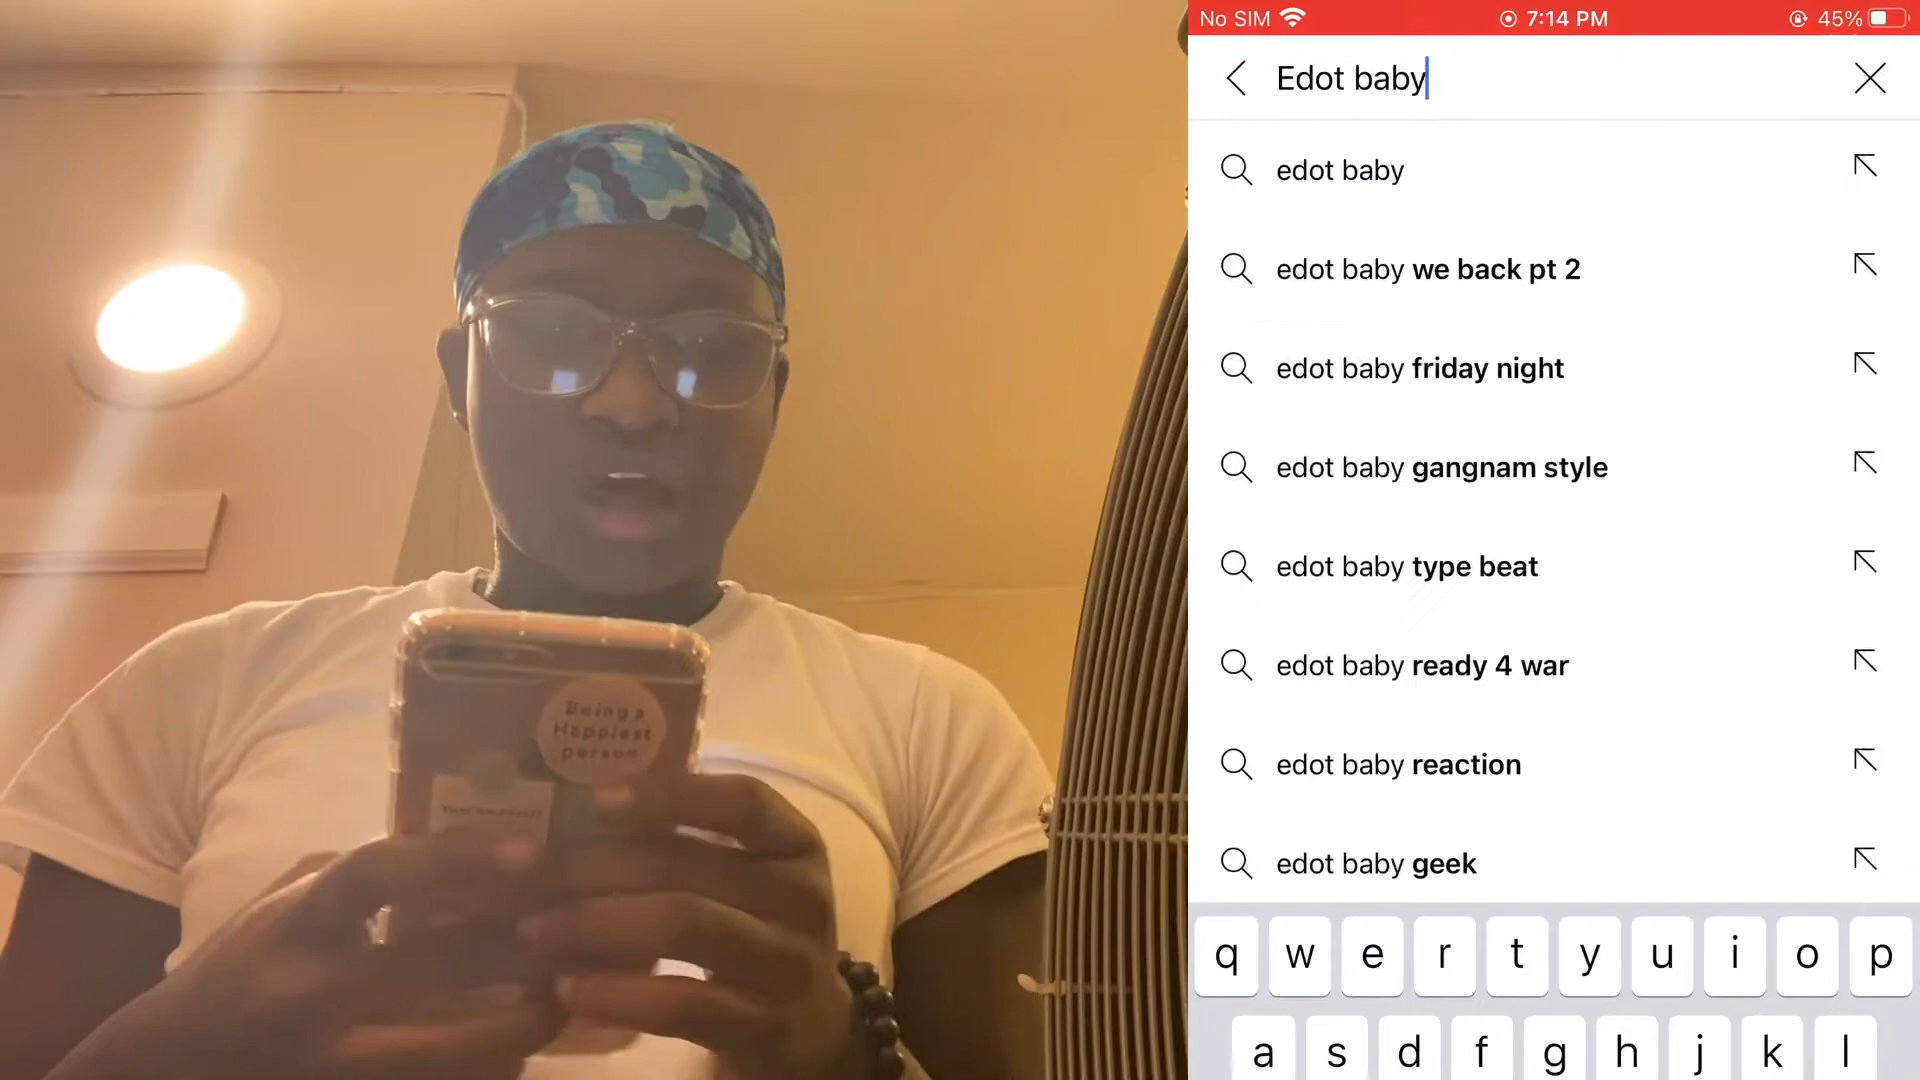 Being a
Happiest
person
No SIM 7:14 PM 45%
Edot baby
edot baby
edot baby we back pt 2
edot baby friday night
edot baby gangnam style
edot baby type beat
edot baby ready 4 war
edot baby reaction
edot baby geek
q w e r t y u i o p
a s d f g h j k l